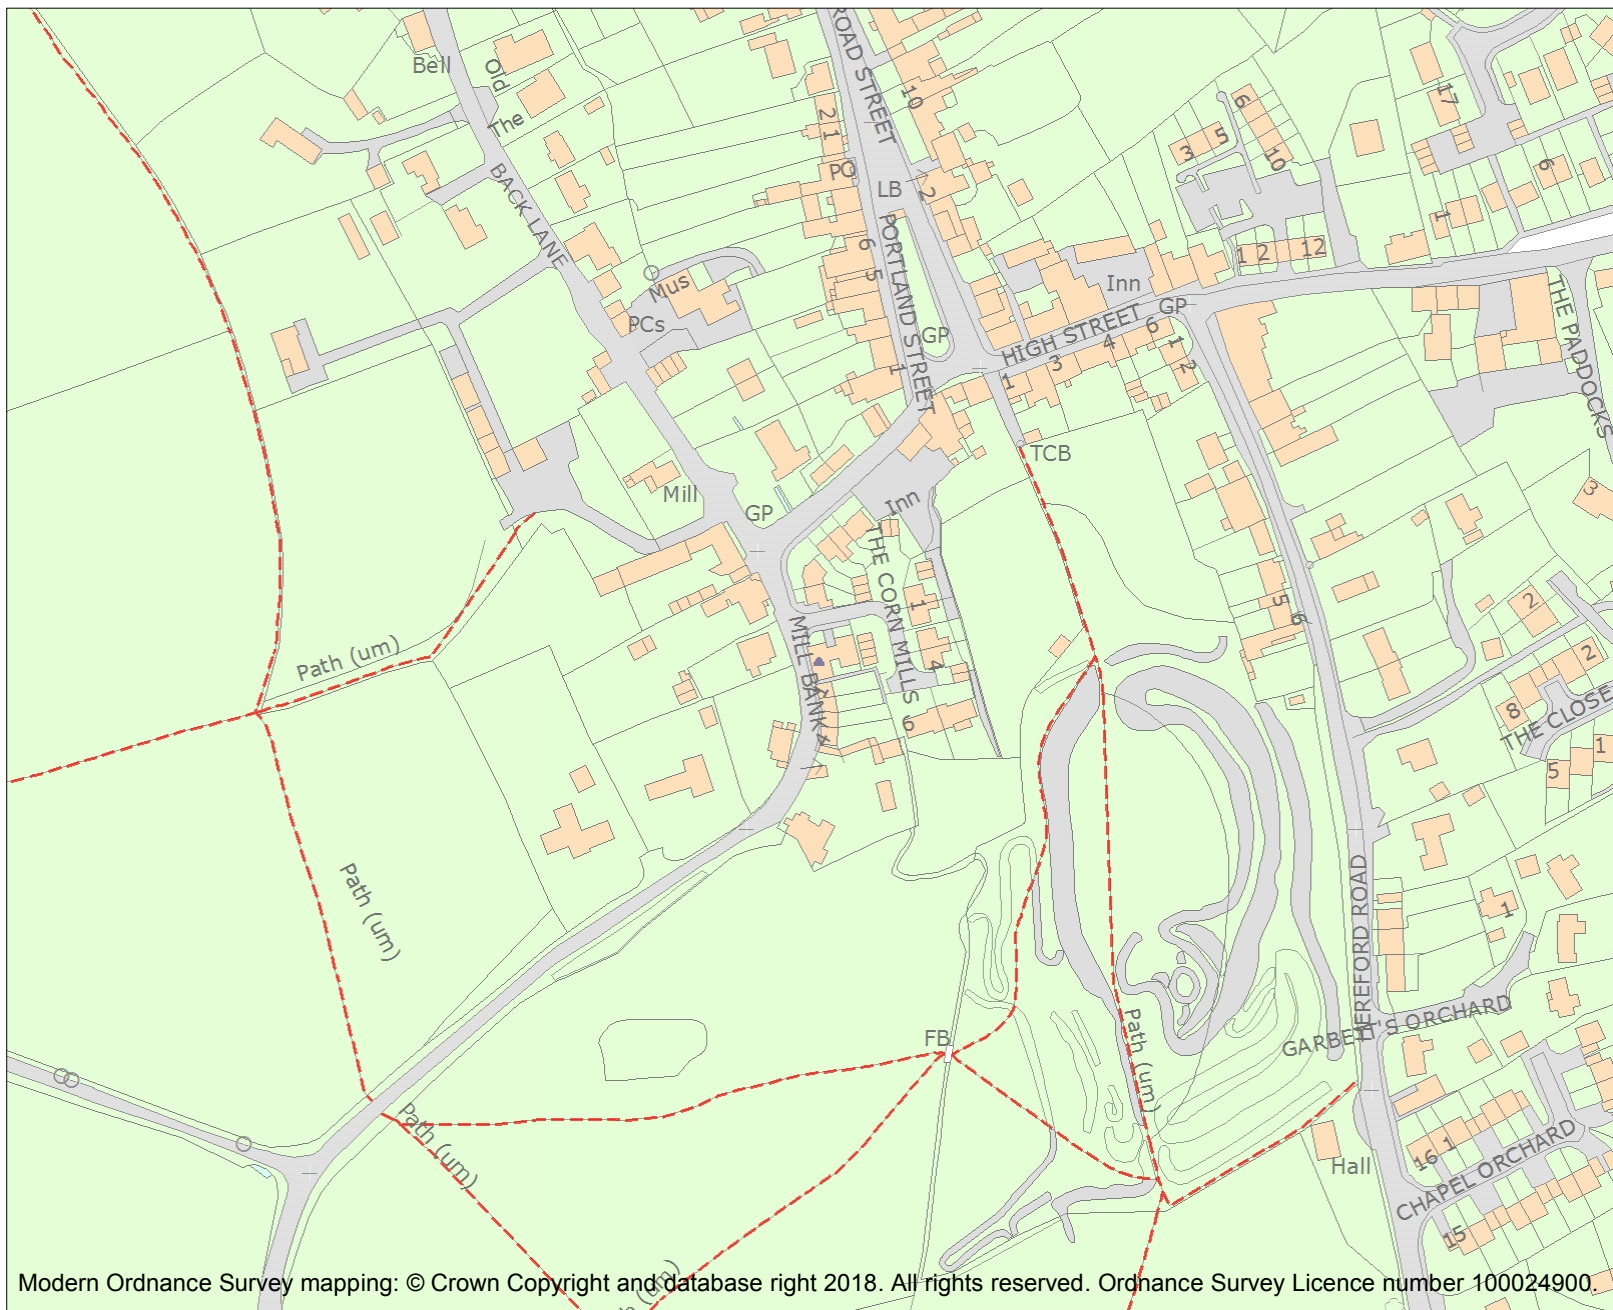 ROAD STREET
Bell
Old
The
10
17
6
5
3
10
6
2
1
PO
LB
2
1
BACK LANE
PORTLAND STREET
6
5
1 2
12
Mus
Inn
GP
PCs
GP
HIGH STREET
6
4
3
1
1
2
1
THE PADDOCKS
TCB
Mill
GP
Inn
3
THE CORN MILLS
1
4
6
5
6
2
2
8
THE CLOSE
1
5
MILL BANK
4
Path (um)
Path (um)
1
HEREFORD ROAD
GARBETT'S ORCHARD
FB
Path (um)
Path (um)
Hall
16 1
CHAPEL ORCHARD
15
(um)
Modern Ordnance Survey mapping: © Crown Copyright and database right 2018. All rights reserved. Ordnance Survey Licence number 100024900.